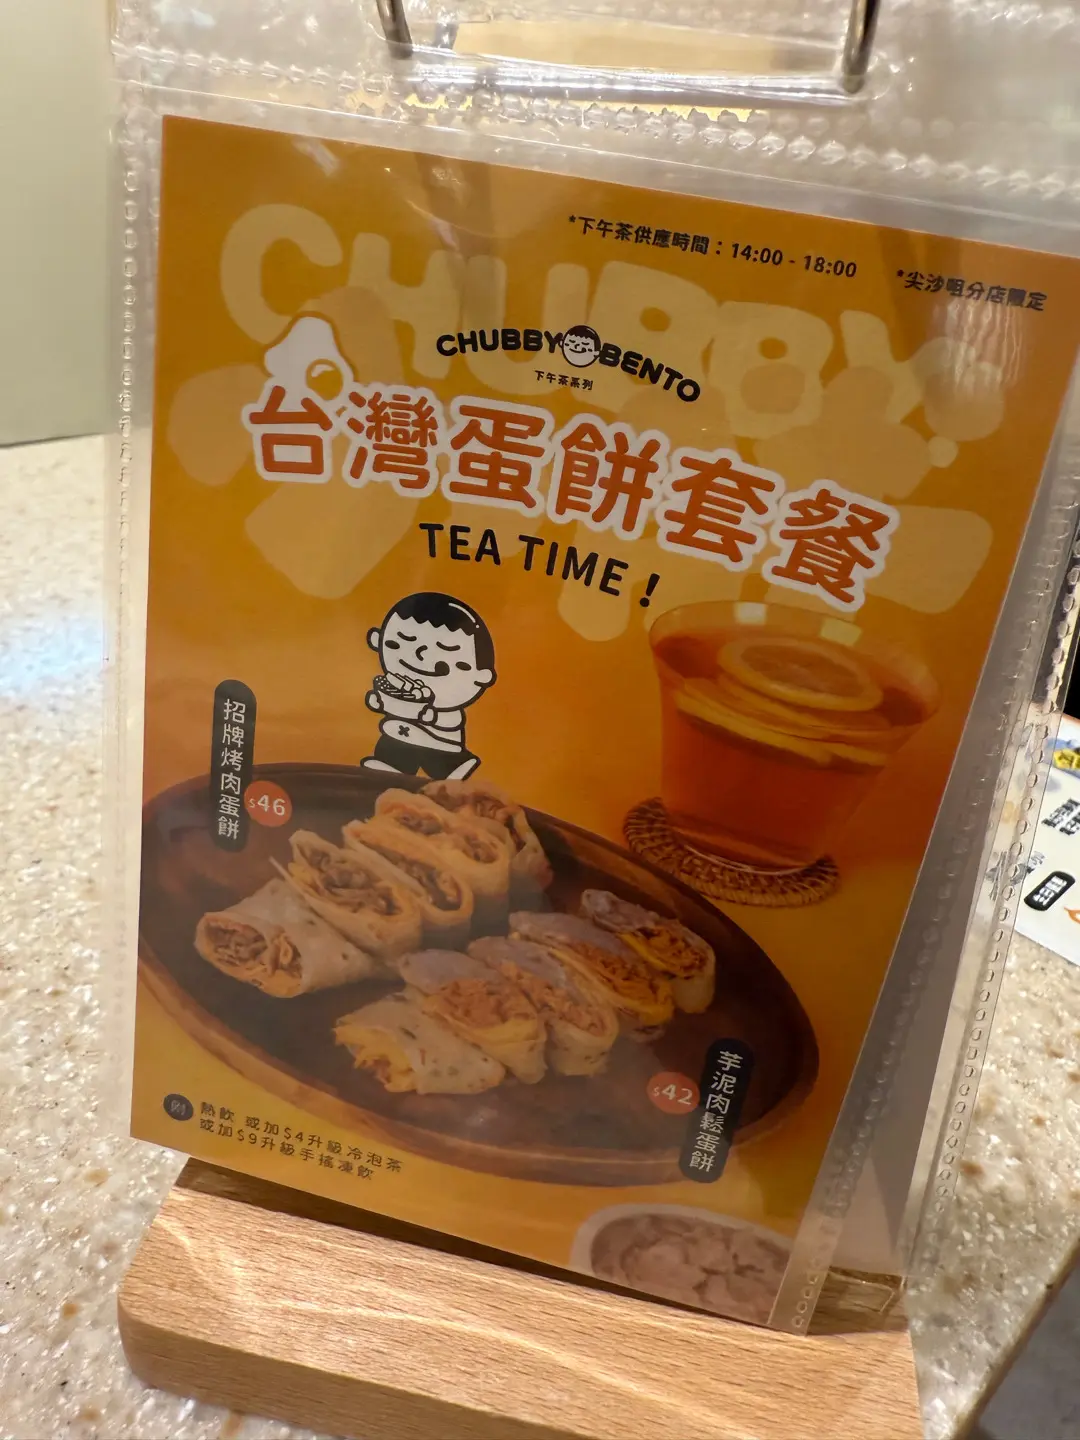 *下午茶供應時間：14:00 - 18:00
*尖沙咀分店限定
CHUBBY
CHUBBY BENTO
下午茶系列
台灣蛋餅套餐
TEA TIME！
招牌烤肉蛋餅
$46
$42
芋泥肉鬆蛋餅
附 熱飲 或加$4升級冷泡茶
或加$9升級手搖凍飲